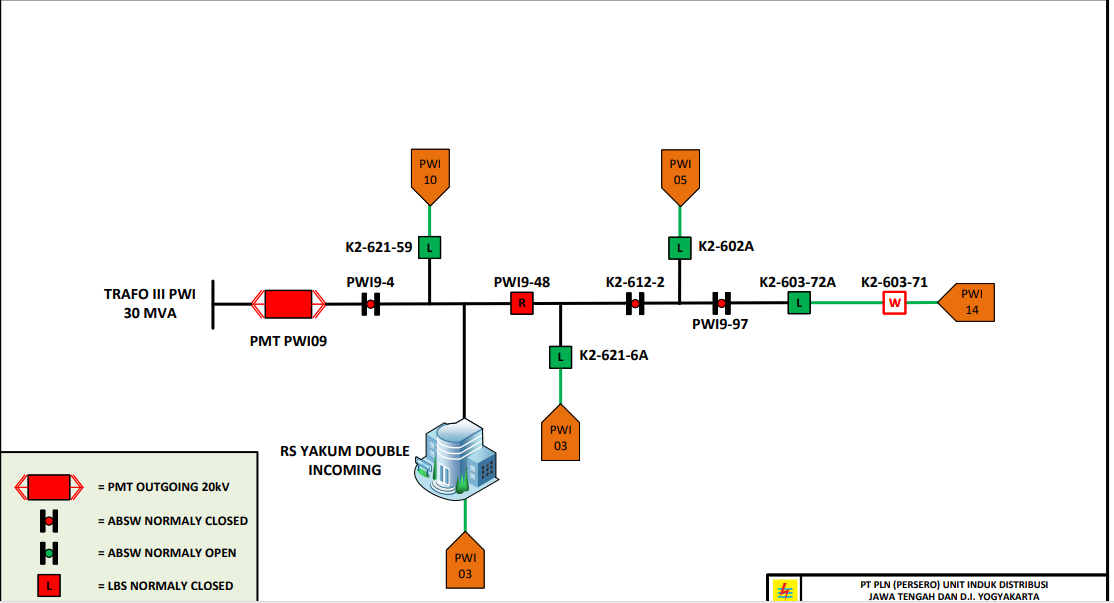 PWI
10
PWI
05
L
K2-621-59
L
K2-602A
PWI9-4
PWI9-48
K2-612-2
K2-603-72A
K2-603-71
TRAFO III PWI
30 MVA
R
L
W
PWI
14
PWI9-97
PMT PWI09
L
K2-621-6A
PWI
03
RS YAKUM DOUBLE
INCOMING
PWI
03
= PMT OUTGOING 20kV
= ABSW NORMALY CLOSED
= ABSW NORMALY OPEN
L
= LBS NORMALY CLOSED
PT PLN (PERSERO) UNIT INDUK DISTRIBUSI
JAWA TENGAH DAN D.I. YOGYAKARTA